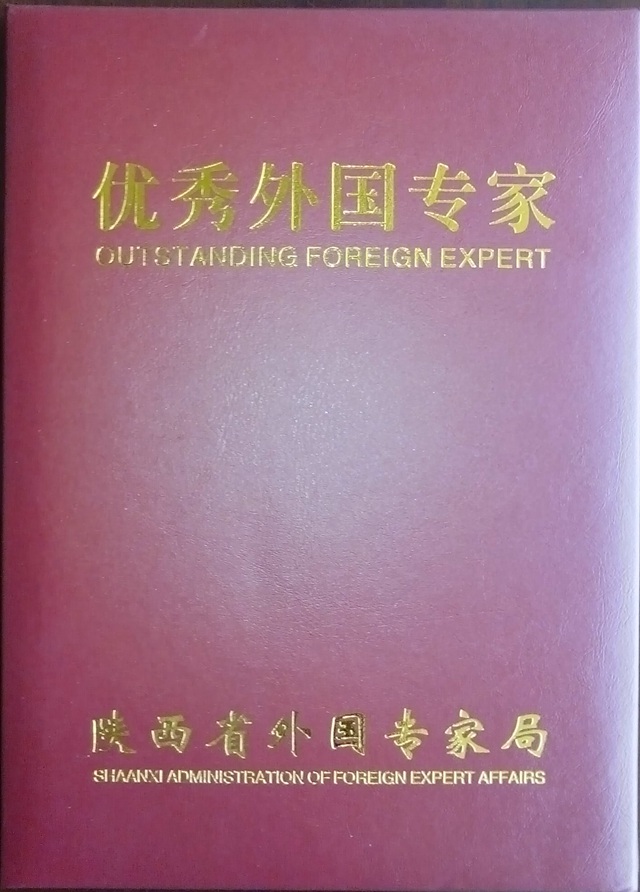 优秀外国专家
OUTSTANDING FOREIGN EXPERT
陕西省外国专家局
SHAANXI ADMINISTRATION OF FOREIGN EXPERT AFFAIRS